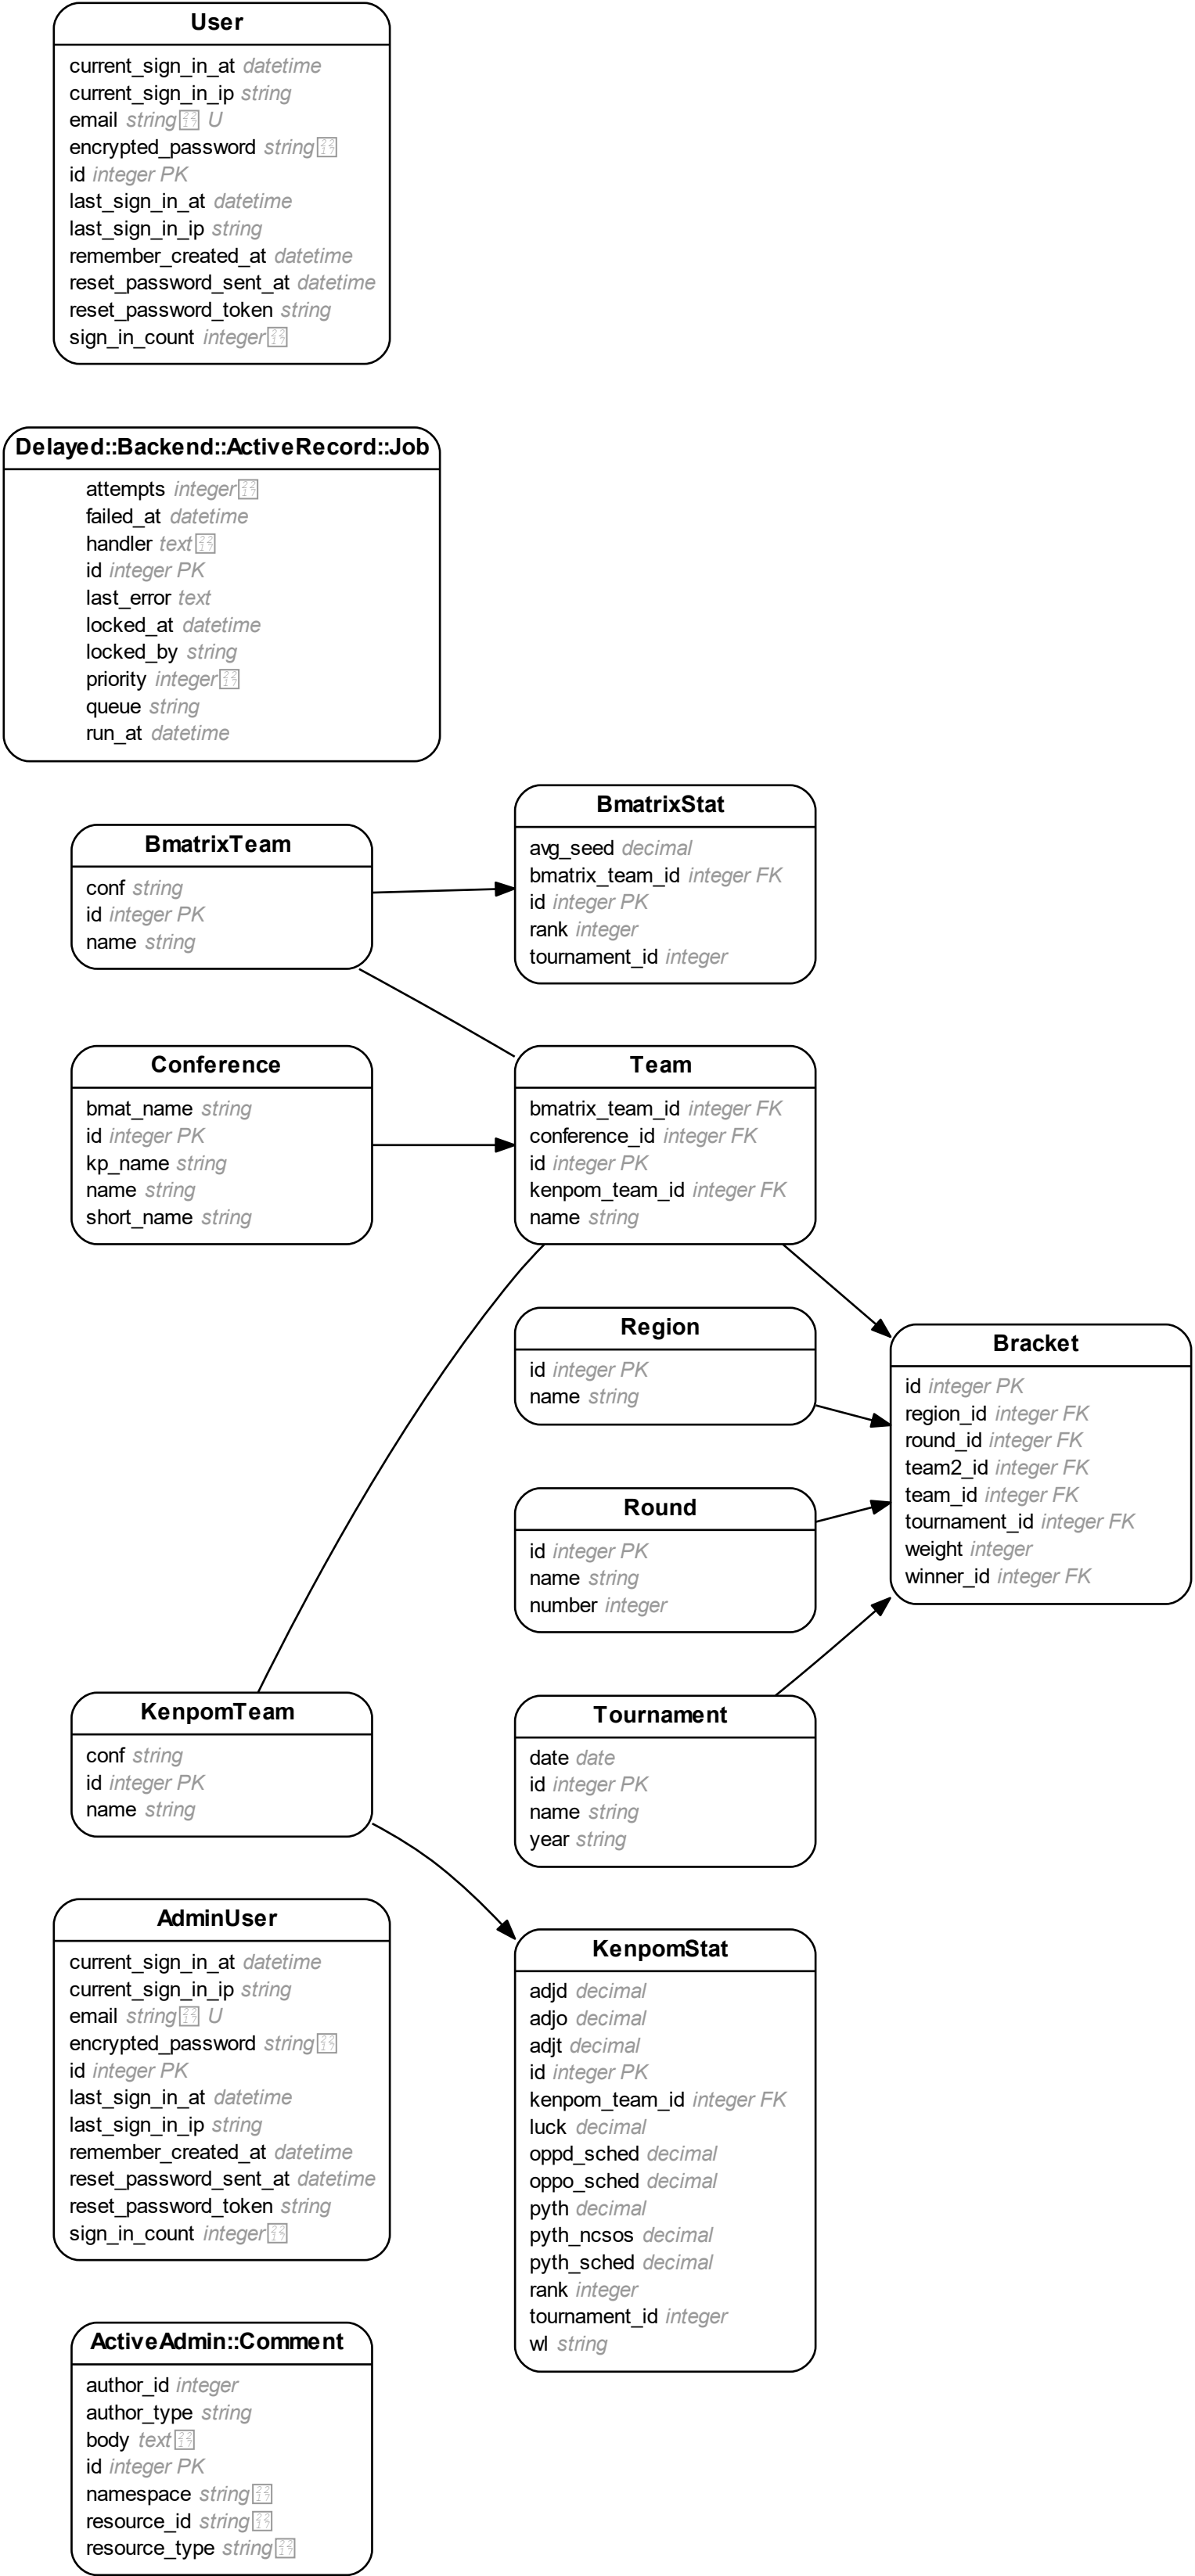 User
current_sign_in_at datetime
current_sign_in_ip string
email string U
encrypted_password string
id integer PK
last_sign_in_at datetime
last_sign_in_ip string
remember_created_at datetime
reset_password_sent_at datetime
reset_password_token string
sign_in_count integer
Delayed::Backend::ActiveRecord::Job
attempts integer
failed_at datetime
handler text
id integer PK
last_error text
locked_at datetime
locked_by string
priority integer
queue string
run_at datetime
BmatrixTeam
conf string
id integer PK
name string
BmatrixStat
avg_seed decimal
bmatrix_team_id integer FK
id integer PK
rank integer
tournament_id integer
Conference
bmat_name string
id integer PK
kp_name string
name string
short_name string
Team
bmatrix_team_id integer FK
conference_id integer FK
id integer PK
kenpom_team_id integer FK
name string
Region
id integer PK
name string
Bracket
id integer PK
region_id integer FK
round_id integer FK
team2_id integer FK
team_id integer FK
tournament_id integer FK
weight integer
winner_id integer FK
Round
id integer PK
name string
number integer
KenpomTeam
conf string
id integer PK
name string
Tournament
date date
id integer PK
name string
year string
AdminUser
current_sign_in_at datetime
current_sign_in_ip string
email string U
encrypted_password string
id integer PK
last_sign_in_at datetime
last_sign_in_ip string
remember_created_at datetime
reset_password_sent_at datetime
reset_password_token string
sign_in_count integer
KenpomStat
adjd decimal
adjo decimal
adjt decimal
id integer PK
kenpom_team_id integer FK
luck decimal
oppd_sched decimal
oppo_sched decimal
pyth decimal
pyth_ncsos decimal
pyth_sched decimal
rank integer
tournament_id integer
wl string
ActiveAdmin::Comment
author_id integer
author_type string
body text
id integer PK
namespace string
resource_id string
resource_type string